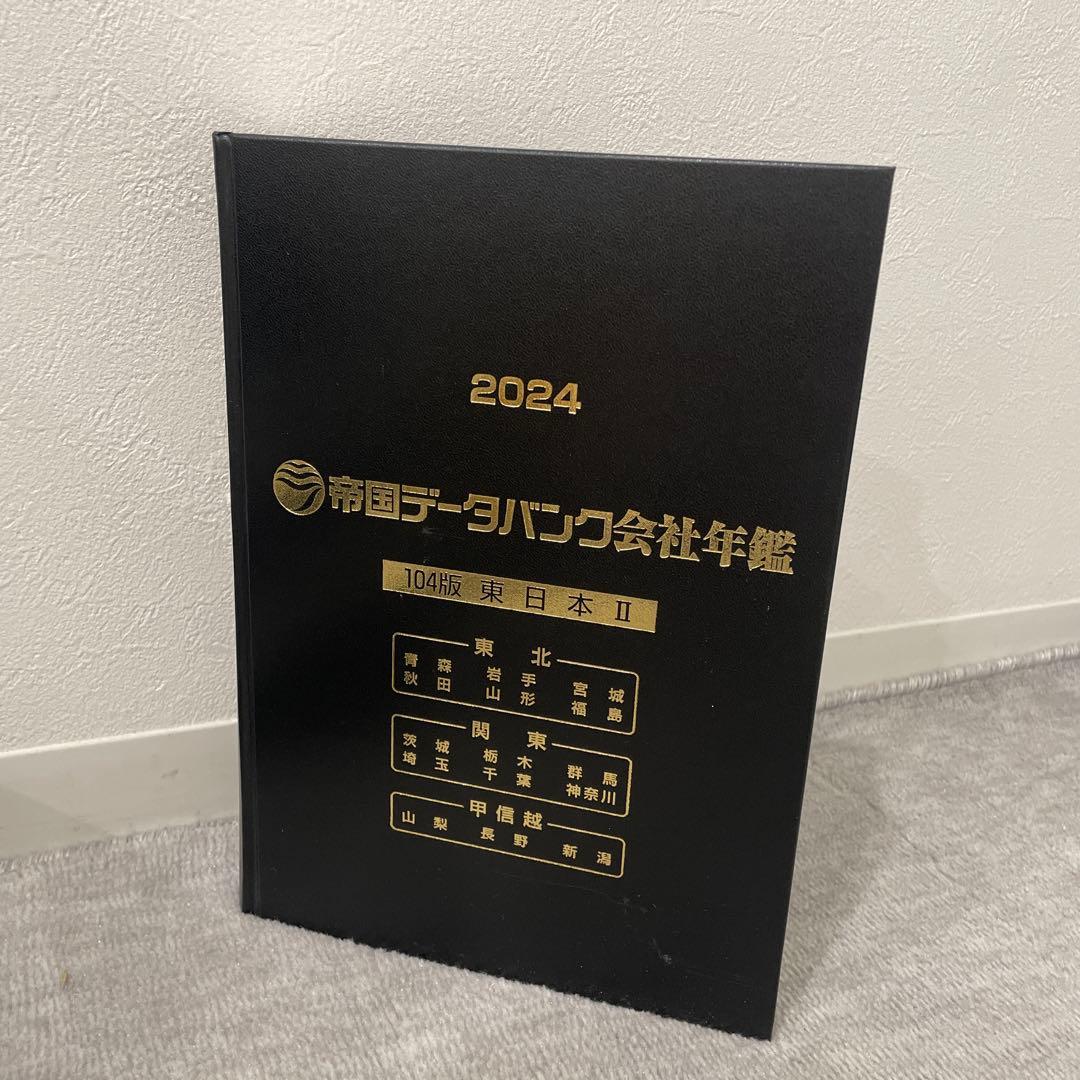 2024
帝国データバンク会社年鑑
104版 東日本 II
東北
青森 岩手 宮城
秋田 山形 福島
関東
茨城 栃木 群馬
埼玉 千葉 神奈川
甲信越
山梨 長野 新潟